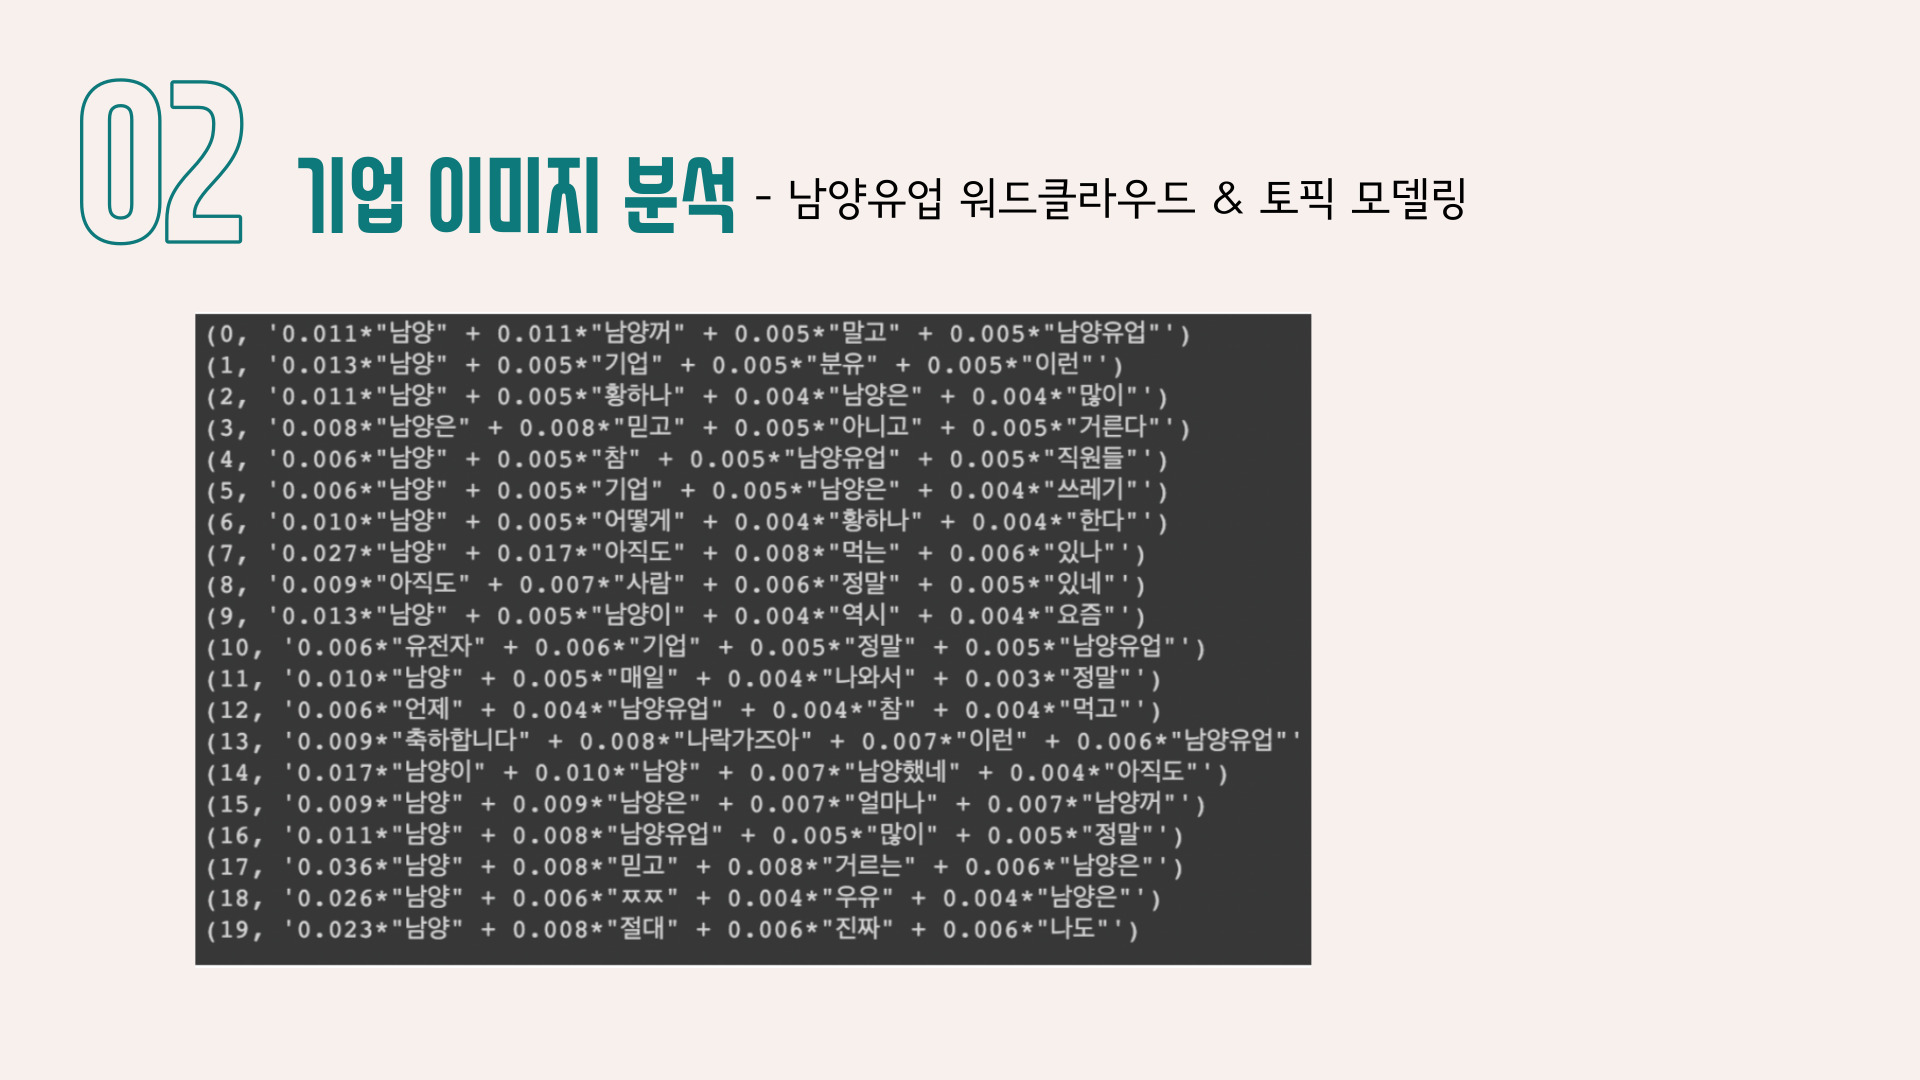 02
기업 이미지 분석 - 남양유업 워드클라우드 & 토픽 모델링
(0, '0.011*"남양" + 0.011*"남양꺼" + 0.005*"말고" + 0.005*"남양유업"')
(1, '0.013*"남양" + 0.005*"기업" + 0.005*"분유" + 0.005*"이런"')
(2, '0.011*"남양" + 0.005*"황하나" + 0.004*"남양은" + 0.004*"많이"')
(3, '0.008*"남양은" + 0.008*"믿고" + 0.005*"아니고" + 0.005*"거른다"')
(4, '0.006*"남양" + 0.005*"참" + 0.005*"남양유업" + 0.005*"직원들"')
(5, '0.006*"남양" + 0.005*"기업" + 0.005*"남양은" + 0.004*"쓰레기"')
(6, '0.010*"남양" + 0.005*"어떻게" + 0.004*"황하나" + 0.004*"한다"')
(7, '0.027*"남양" + 0.017*"아직도" + 0.008*"먹는" + 0.006*"있나"')
(8, '0.009*"아직도" + 0.007*"사람" + 0.006*"정말" + 0.005*"있네"')
(9, '0.013*"남양" + 0.005*"남양이" + 0.004*"역시" + 0.004*"요즘"')
(10, '0.006*"유전자" + 0.006*"기업" + 0.005*"정말" + 0.005*"남양유업"')
(11, '0.010*"남양" + 0.005*"매일" + 0.004*"나와서" + 0.003*"정말"')
(12, '0.006*"언제" + 0.004*"남양유업" + 0.004*"참" + 0.004*"먹고"')
(13, '0.009*"축하합니다" + 0.008*"나락가즈아" + 0.007*"이런" + 0.006*"남양유업"'
(14, '0.017*"남양이" + 0.010*"남양" + 0.007*"남양했네" + 0.004*"아직도"')
(15, '0.009*"남양" + 0.009*"남양은" + 0.007*"얼마나" + 0.007*"남양꺼"')
(16, '0.011*"남양" + 0.008*"남양유업" + 0.005*"많이" + 0.005*"정말"')
(17, '0.036*"남양" + 0.008*"믿고" + 0.008*"거르는" + 0.006*"남양은"')
(18, '0.026*"남양" + 0.006*"ㅉㅉ" + 0.004*"우유" + 0.004*"남양은"')
(19, '0.023*"남양" + 0.008*"절대" + 0.006*"진짜" + 0.006*"나도"')